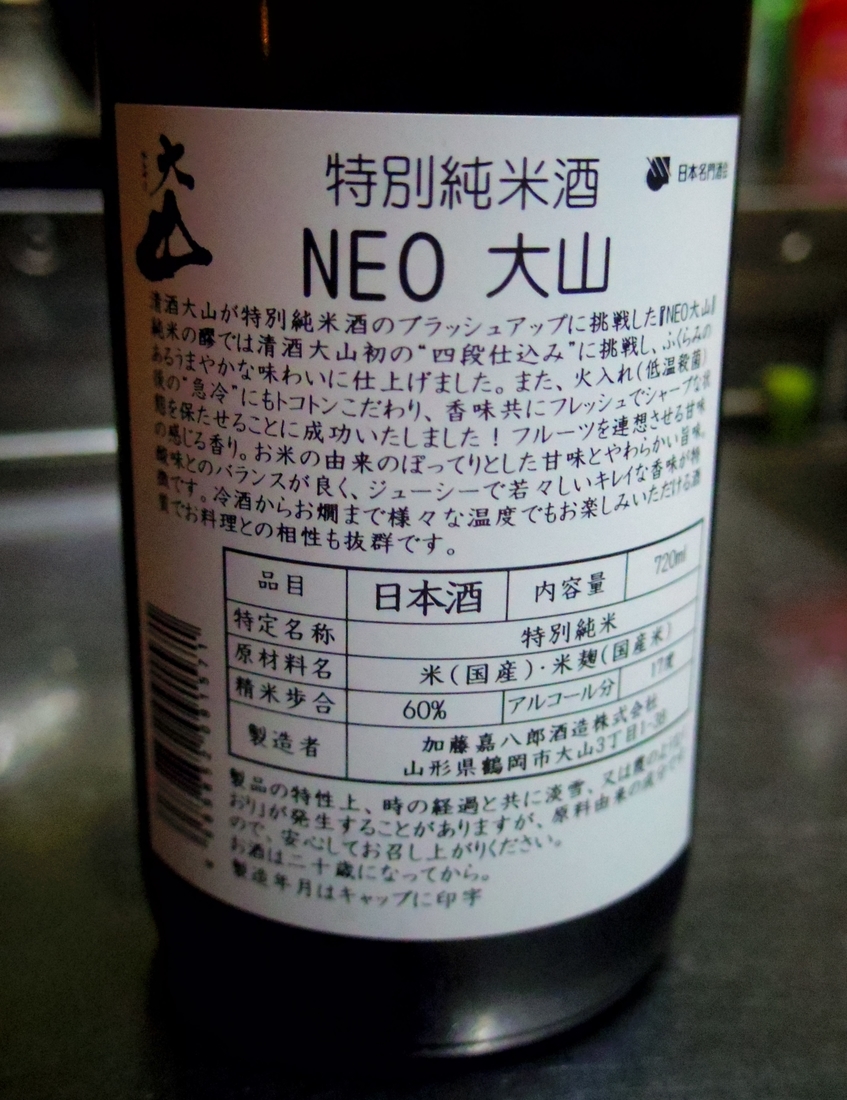 大山
特別純米酒
日本名門酒会
NEO 大山
清酒大山が特別純米酒のブラッシュアップに挑戦した『NEO大山』
純米の醪では清酒大山初の“四段仕込み”に挑戦し、ふくらみの
あるうまやかな味わいに仕上げました。また、火入れ(低温殺菌)
後の“急冷”にもトコトンこだわり、香味共にフレッシュでシャープな状
態を保たせることに成功いたしました！フルーツを連想させる甘味
の感じる香り。お米の由来のぽってりとした甘味とやわらかい旨味。
酸味とのバランスが良く、ジューシーで若々しいキレイな香味が特
徴です。冷酒からお燗まで様々な温度でもお楽しみいただける酒
質でお料理との相性も抜群です。
品目 日本酒 内容量 720ml
特定名称 特別純米
原材料名 米(国産)・米麹(国産米)
精米歩合 60% アルコール分 17度
製造者 加藤嘉八郎酒造株式会社
山形県鶴岡市大山3丁目1-38
製品の特性上、時の経過と共に淡雪、又は霞のような「
おり」が発生することがありますが、原料由来の成分です
ので、安心してお召し上がりください。
お酒は二十歳になってから。
製造年月はキャップに印字